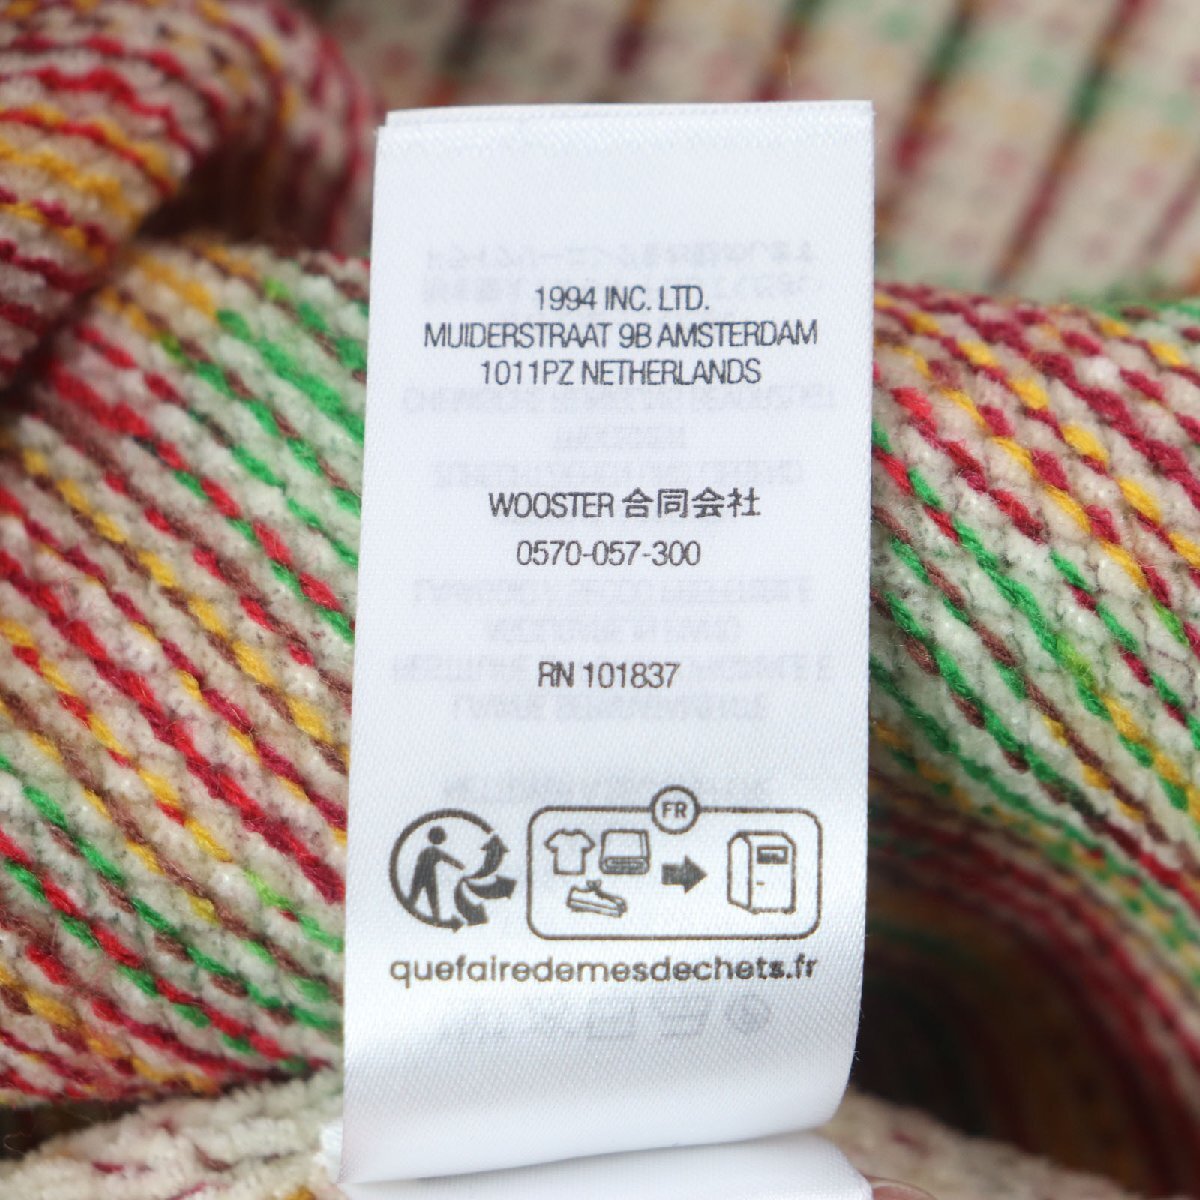 1994 INC. LTD.
MUIDERSTRAAT 9B AMSTERDAM
1011PZ NETHERLANDS
WOOSTER 合同会社
0570-057-300
RN 101837
FR
quefairedemesdechets.fr